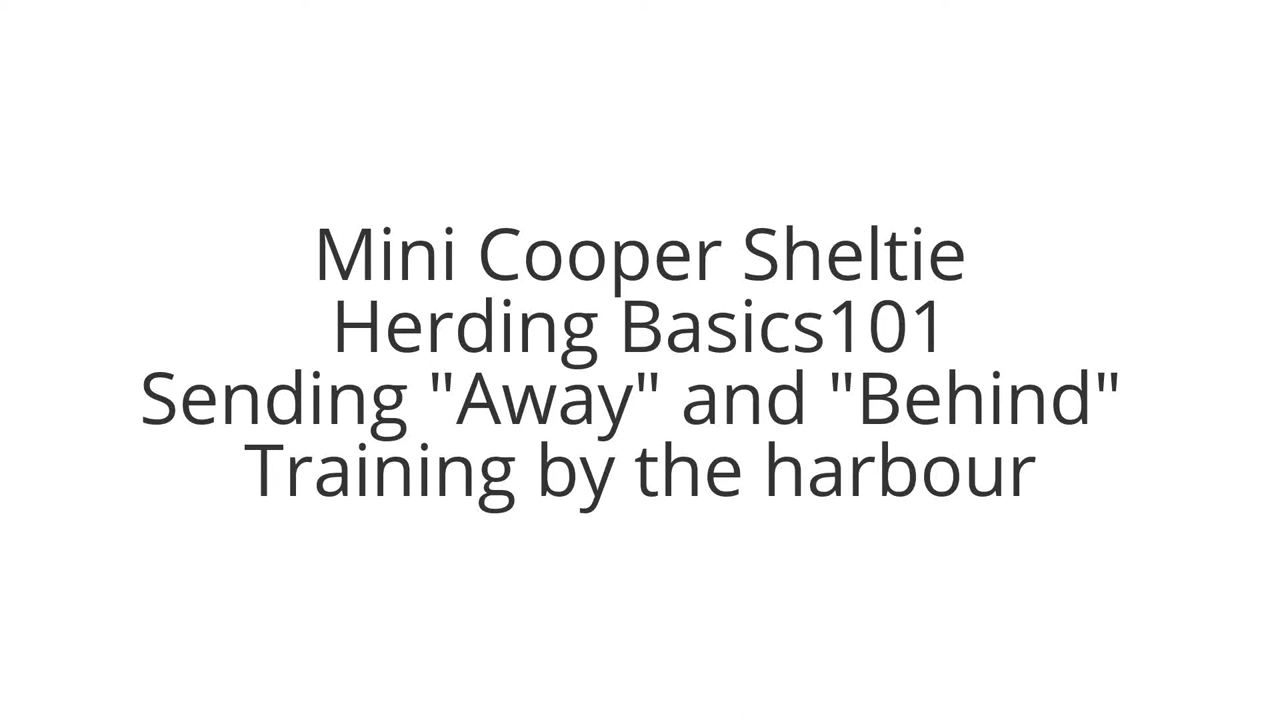 Mini Cooper Sheltie
Herding Basics101
Sending "Away" and "Behind"
Training by the harbour